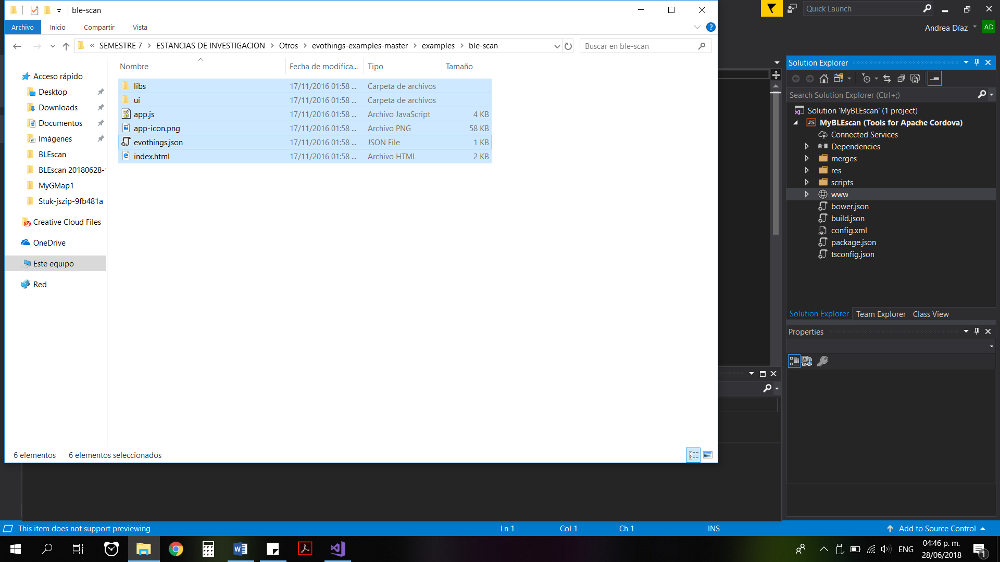 ble-scan
Archivo Inicio Compartir Vista
« SEMESTRE 7 ESTANCIAS DE INVESTIGACION Otros evothings-examples-master examples ble-scan
Buscar en ble-scan
Nombre Fecha de modifica... Tipo Tamaño
Acceso rápido
Desktop
Downloads
Documentos
Imágenes
BLEscan
BLEscan 20180628-
MyGMap1
Stuk-jszip-9fb481a
Creative Cloud Files
OneDrive
Este equipo
Red
libs 17/11/2016 01:58 ... Carpeta de archivos
ui 17/11/2016 01:58 ... Carpeta de archivos
app.js 17/11/2016 01:58 ... Archivo JavaScript 4 KB
app-icon.png 17/11/2016 01:58 ... Archivo PNG 58 KB
evothings.json 17/11/2016 01:58 ... JSON File 1 KB
index.html 17/11/2016 01:58 ... Archivo HTML 2 KB
6 elementos 6 elementos seleccionados
Quick Launch
Andrea Díaz AD
Solution Explorer
Search Solution Explorer (Ctrl+;)
Solution 'MyBLEscan' (1 project)
JS MyBLEscan (Tools for Apache Cordova)
Connected Services
Dependencies
merges
res
scripts
www
bower.json
build.json
config.xml
package.json
tsconfig.json
Solution Explorer Team Explorer Class View
Properties
This item does not support previewing Ln 1 Col 1 Ch 1 INS Add to Source Control
ENG
04:46 p. m.
28/06/2018
1